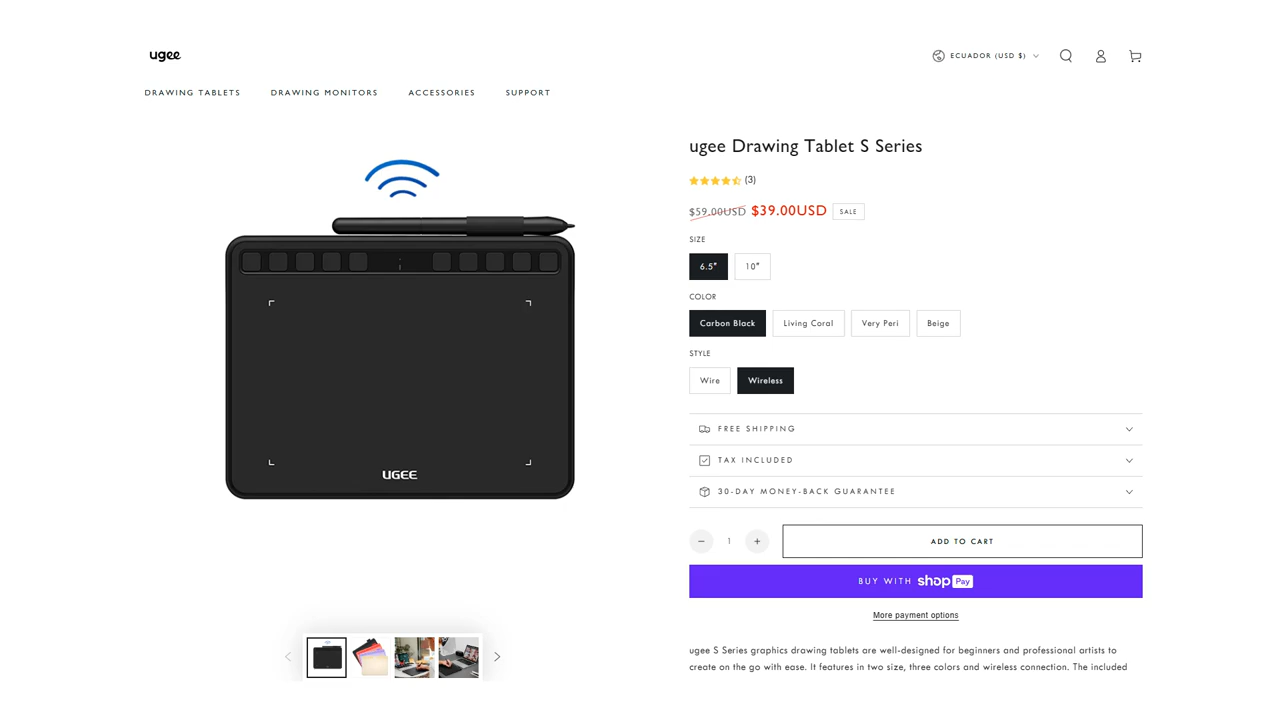 ugee
ECUADOR (USD $)
DRAWING TABLETS
DRAWING MONITORS
ACCESSORIES
SUPPORT
UGEE
ugee Drawing Tablet S Series
(3)
$59.00USD $39.00USD SALE
SIZE
6.5” 10”
COLOR
Carbon Black Living Coral Very Peri Beige
STYLE
Wire Wireless
FREE SHIPPING
TAX INCLUDED
30-DAY MONEY-BACK GUARANTEE
− 1 + ADD TO CART
BUY WITH shop Pay
More payment options
ugee S Series graphics drawing tablets are well-designed for beginners and professional artists to
create on the go with ease. It features in two size, three colors and wireless connection. The included